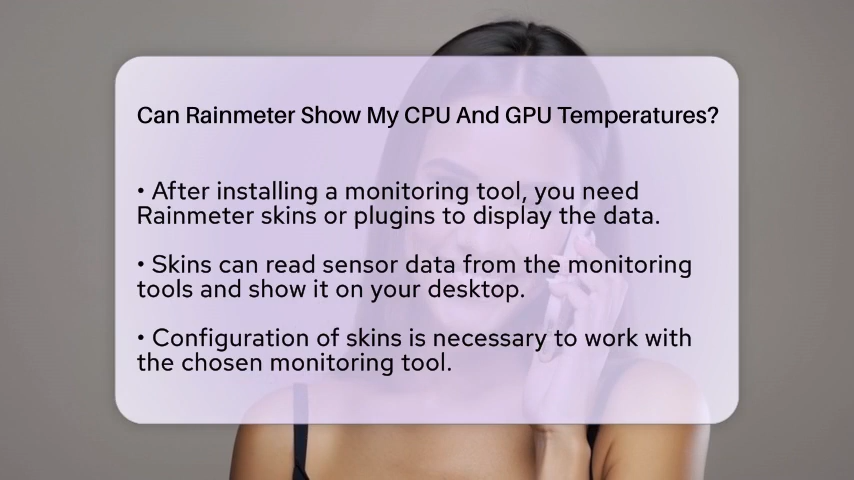 Can Rainmeter Show My CPU And GPU Temperatures?
• After installing a monitoring tool, you need
Rainmeter skins or plugins to display the data.
• Skins can read sensor data from the monitoring
tools and show it on your desktop.
• Configuration of skins is necessary to work with
the chosen monitoring tool.